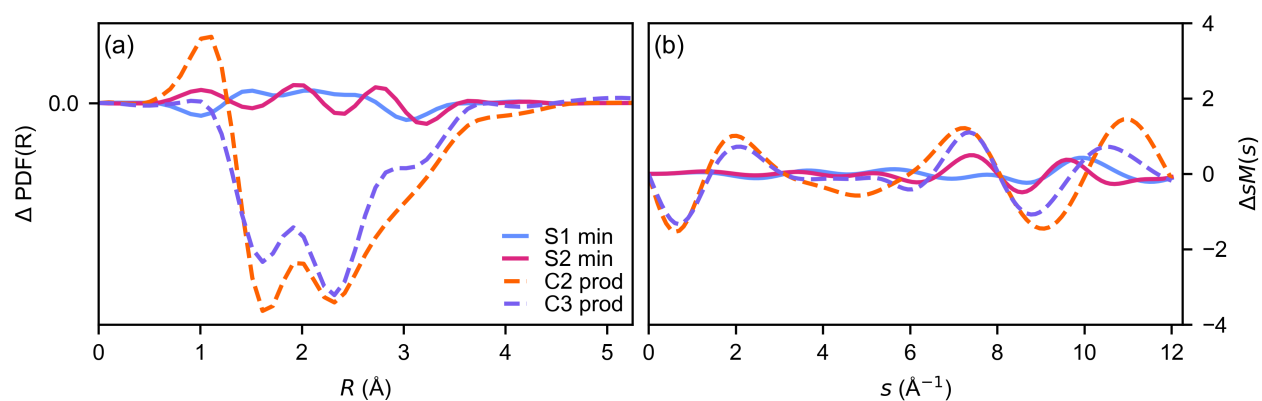 (a)
0.0
Δ PDF(R)
S1 min
S2 min
C2 prod
C3 prod
0 1 2 3 4 5
R (Å)
(b)
4
2
0
−2
−4
ΔsM(s)
0 2 4 6 8 10 12
s (Å⁻¹)